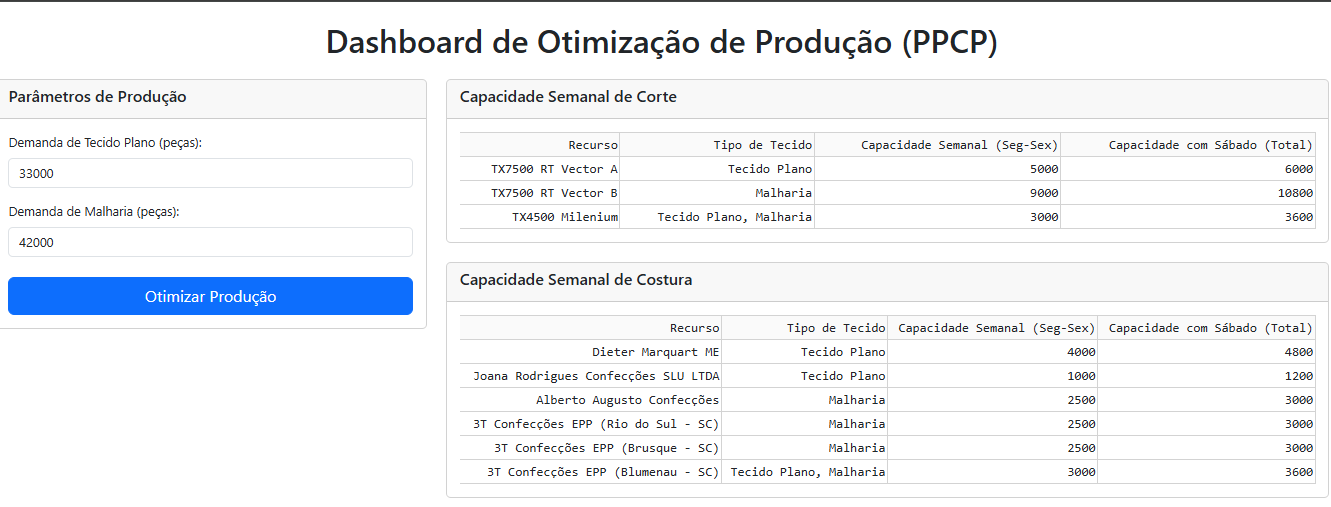 Dashboard de Otimização de Produção (PPCP)
Parâmetros de Produção
Demanda de Tecido Plano (peças):
33000
Demanda de Malharia (peças):
42000
Otimizar Produção
Capacidade Semanal de Corte
Recurso Tipo de Tecido Capacidade Semanal (Seg-Sex) Capacidade com Sábado (Total)
TX7500 RT Vector A Tecido Plano 5000 6000
TX7500 RT Vector B Malharia 9000 10800
TX4500 Milenium Tecido Plano, Malharia 3000 3600
Capacidade Semanal de Costura
Recurso Tipo de Tecido Capacidade Semanal (Seg-Sex) Capacidade com Sábado (Total)
Dieter Marquart ME Tecido Plano 4000 4800
Joana Rodrigues Confecções SLU LTDA Tecido Plano 1000 1200
Alberto Augusto Confecções Malharia 2500 3000
3T Confecções EPP (Rio do Sul - SC) Malharia 2500 3000
3T Confecções EPP (Brusque - SC) Malharia 2500 3000
3T Confecções EPP (Blumenau - SC) Tecido Plano, Malharia 3000 3600